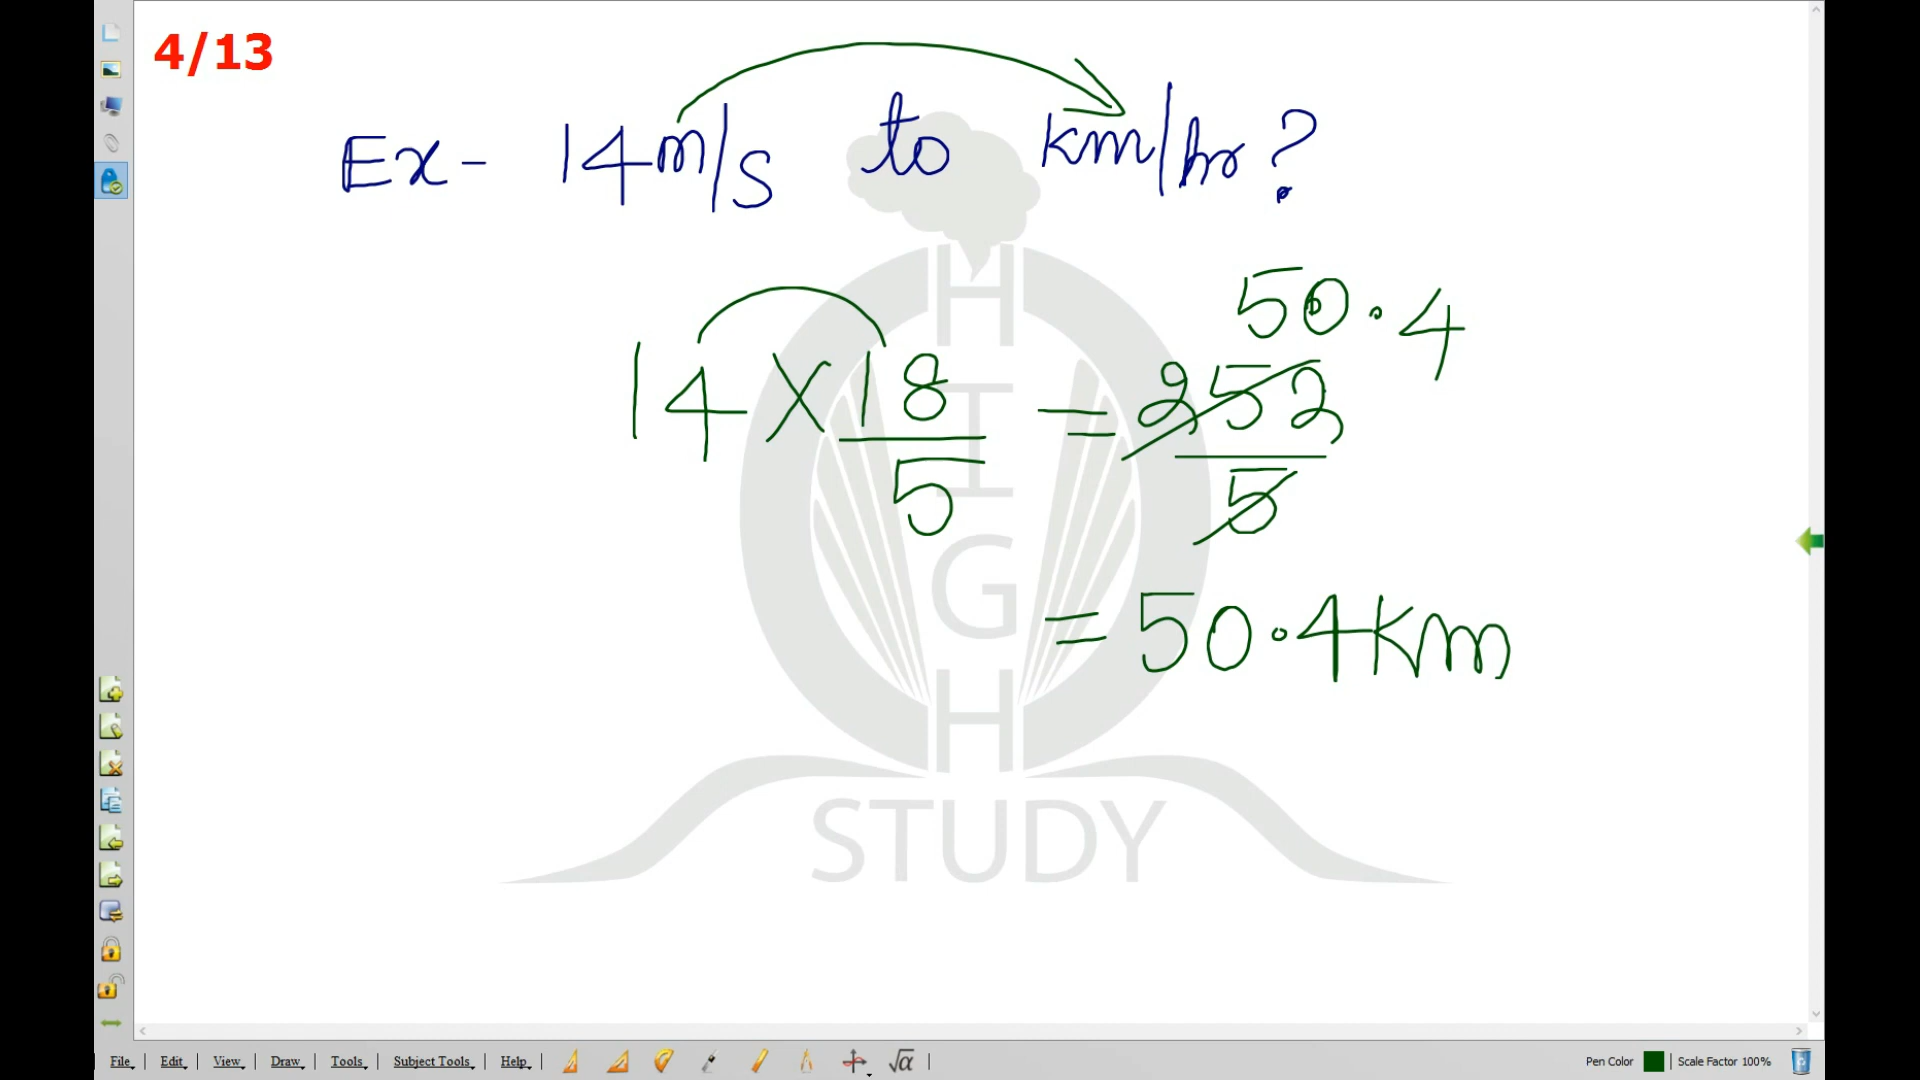 4/13
Ex- 14m/s to km/hr?
50.4
14 X 18/5 = 252/5
= 50.4km
HIGH
STUDY
File Edit View Draw Tools Subject Tools Help √α Pen Color Scale Factor 100%